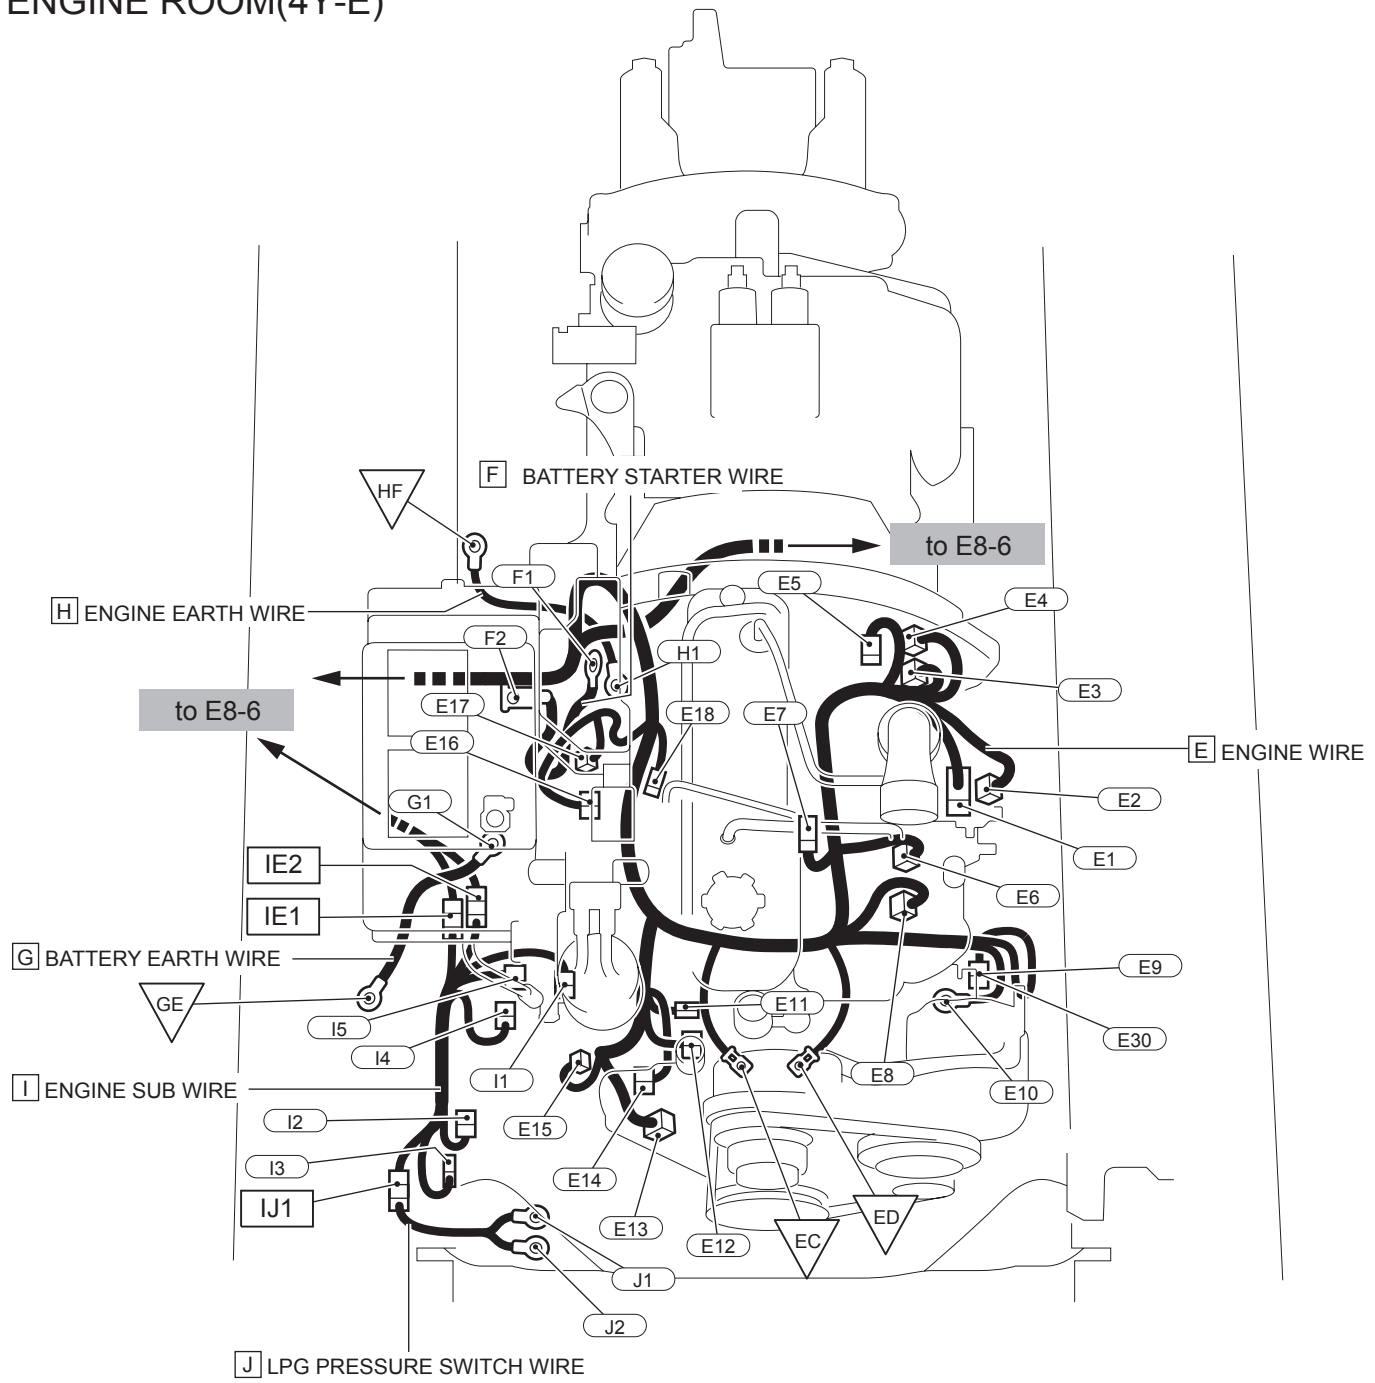 ENGINE ROOM(4Y-E)
F BATTERY STARTER WIRE
HF
to E8-6
F1
E5
E4
H ENGINE EARTH WIRE
F2
H1
E3
to E8-6
E17
E18
E7
E16
E ENGINE WIRE
G1
E2
IE2
E1
IE1
E6
G BATTERY EARTH WIRE
E9
GE
E11
I5
E30
I4
I1
E8
I ENGINE SUB WIRE
E10
I2
E15
I3
E14
IJ1
ED
E13
E12
EC
J1
J2
J LPG PRESSURE SWITCH WIRE